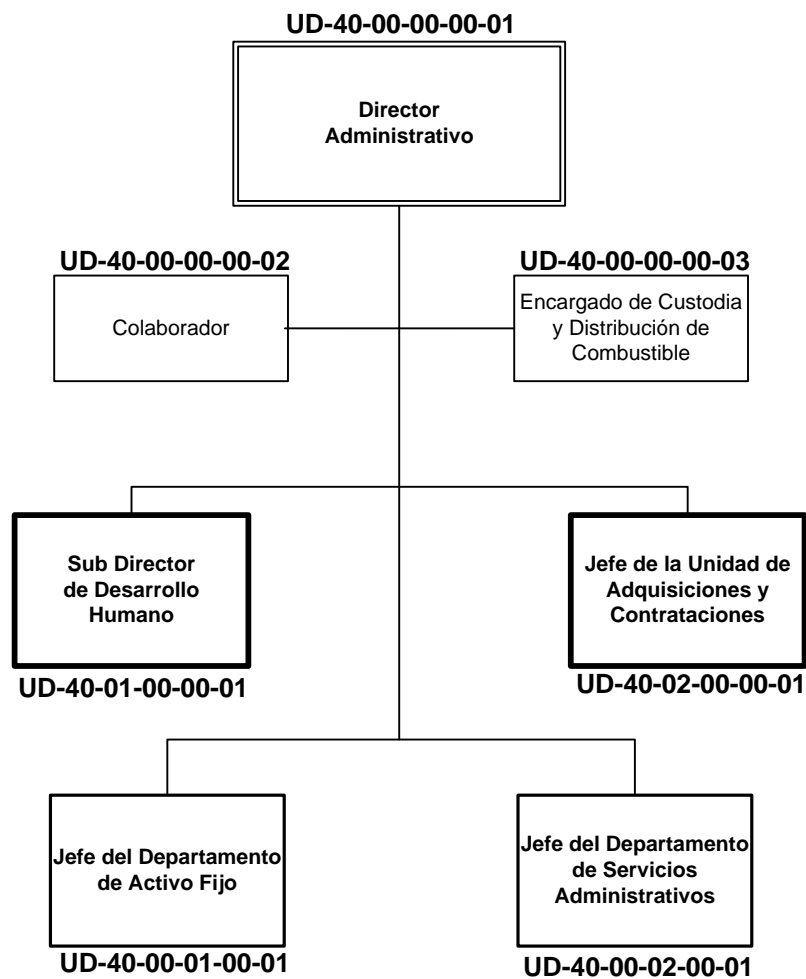 UD-40-00-00-00-01
Director
Administrativo
UD-40-00-00-00-02
Colaborador
UD-40-00-00-00-03
Encargado de Custodia
y Distribución de
Combustible
Sub Director
de Desarrollo
Humano
UD-40-01-00-00-01
Jefe de la Unidad de
Adquisiciones y
Contrataciones
UD-40-02-00-00-01
Jefe del Departamento
de Activo Fijo
UD-40-00-01-00-01
Jefe del Departamento
de Servicios
Administrativos
UD-40-00-02-00-01